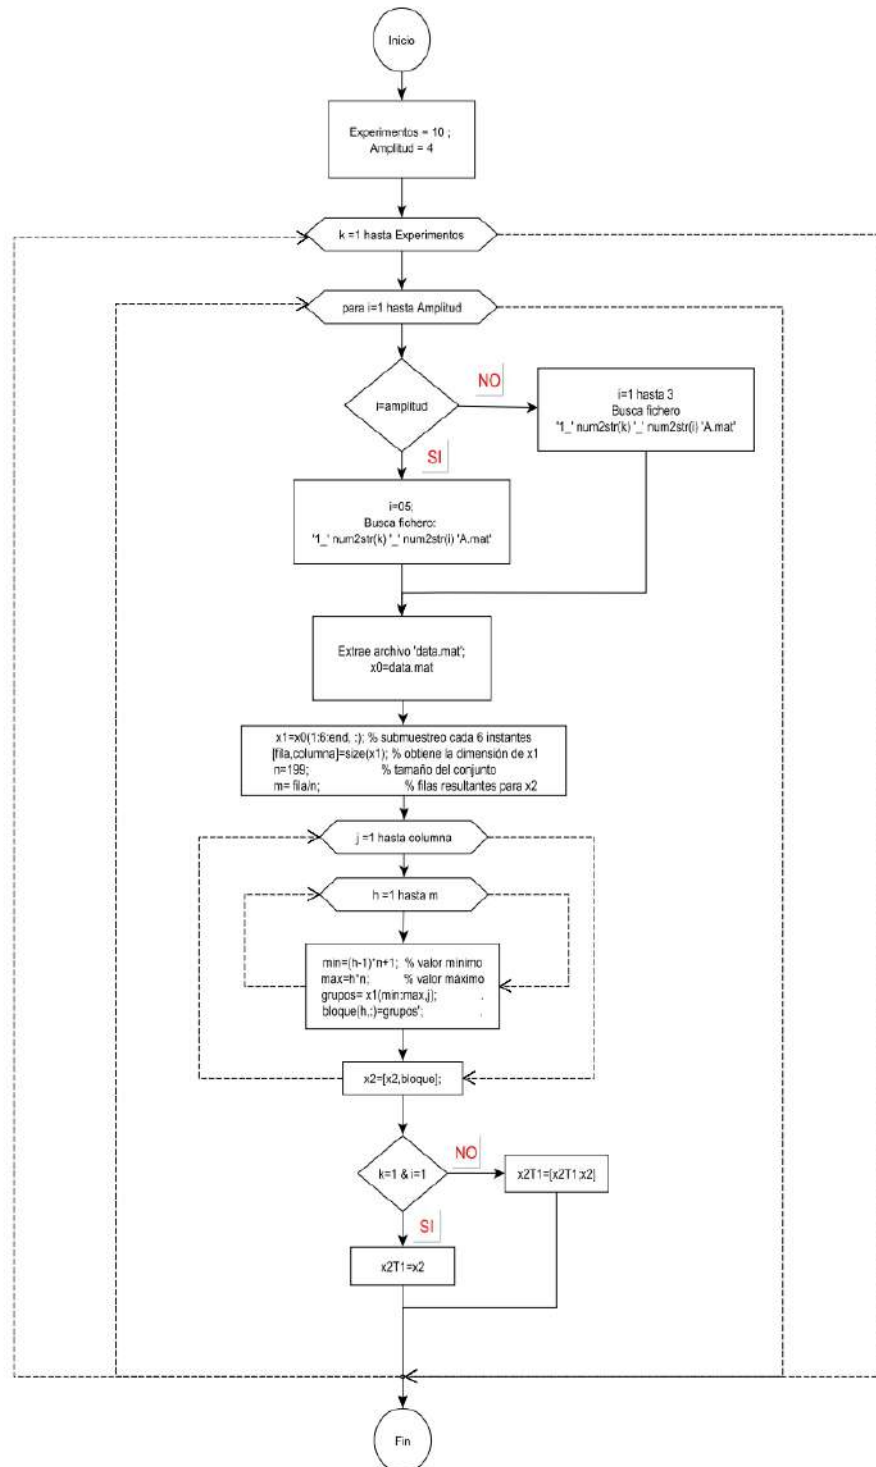 Inicio
Experimentos = 10 ;
Amplitud = 4
k =1 hasta Experimentos
para i=1 hasta Amplitud
i=amplitud
NO
i=1 hasta 3
Busca fichero
'1_' num2str(k) '_' num2str(i) 'A.mat'
SI
i=05;
Busca fichero:
'1_' num2str(k) '_' num2str(i) 'A.mat'
Extrae archivo 'data.mat';
x0=data.mat
x1=x0(1:6:end, :); % submuestreo cada 6 instantes
[fila,columna]=size(x1); % obtiene la dimensión de x1
n=199; % tamaño del conjunto
m= fila/n; % filas resultantes para x2
j =1 hasta columna
h =1 hasta m
min=(h-1)*n+1; % valor mínimo
max=h*n; % valor máximo
grupos= x1(min:max,j); .
bloque(h,:)=grupos'; .
x2=[x2,bloque];
k=1 & i=1
NO
x2T1=[x2T1;x2]
SI
x2T1=x2
Fin